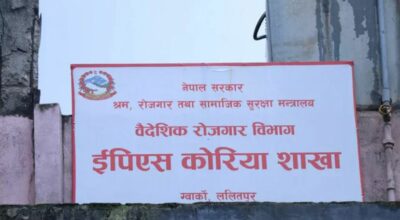 नेपाल सरकार
श्रम, रोजगार तथा सामाजिक सुरक्षा मन्त्रालय
वैदेशिक रोजगार विभाग
ईपिएस कोरिया शाखा
ग्वार्को, ललितपुर